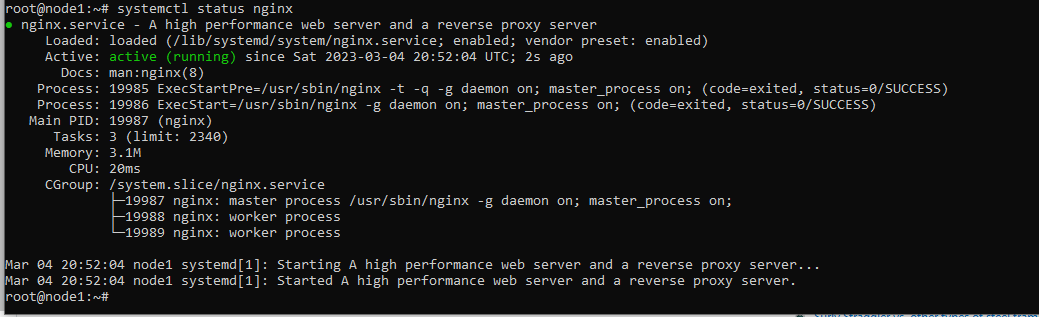 root@node1:~# systemctl status nginx
● nginx.service - A high performance web server and a reverse proxy server
     Loaded: loaded (/lib/systemd/system/nginx.service; enabled; vendor preset: enabled)
     Active: active (running) since Sat 2023-03-04 20:52:04 UTC; 2s ago
       Docs: man:nginx(8)
    Process: 19985 ExecStartPre=/usr/sbin/nginx -t -q -g daemon on; master_process on; (code=exited, status=0/SUCCESS)
    Process: 19986 ExecStart=/usr/sbin/nginx -g daemon on; master_process on; (code=exited, status=0/SUCCESS)
   Main PID: 19987 (nginx)
      Tasks: 3 (limit: 2340)
     Memory: 3.1M
        CPU: 20ms
     CGroup: /system.slice/nginx.service
             ├─19987 nginx: master process /usr/sbin/nginx -g daemon on; master_process on;
             ├─19988 nginx: worker process
             └─19989 nginx: worker process

Mar 04 20:52:04 node1 systemd[1]: Starting A high performance web server and a reverse proxy server...
Mar 04 20:52:04 node1 systemd[1]: Started A high performance web server and a reverse proxy server.
root@node1:~#